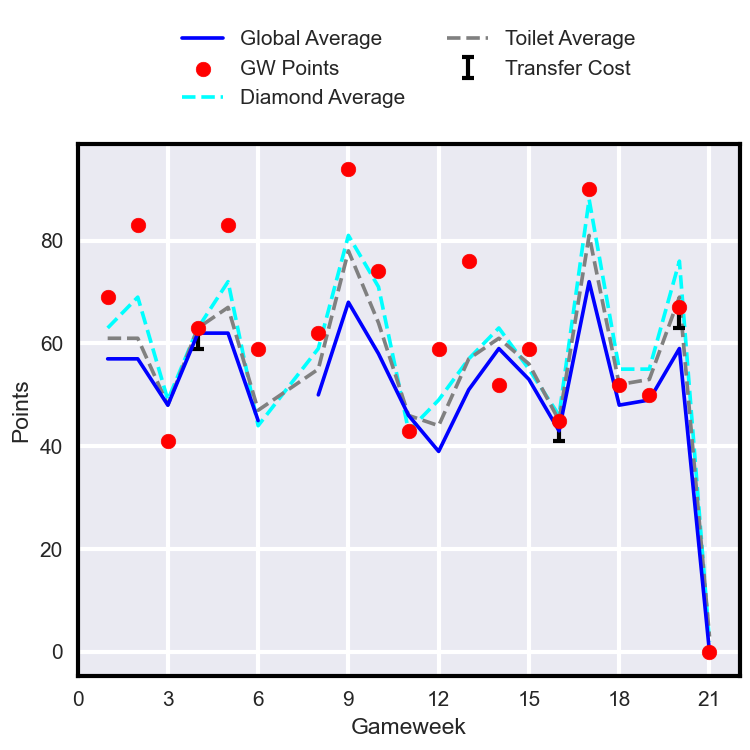 Global Average
GW Points
Diamond Average
Toilet Average
Transfer Cost
Points
80
60
40
20
0
0 3 6 9 12 15 18 21
Gameweek